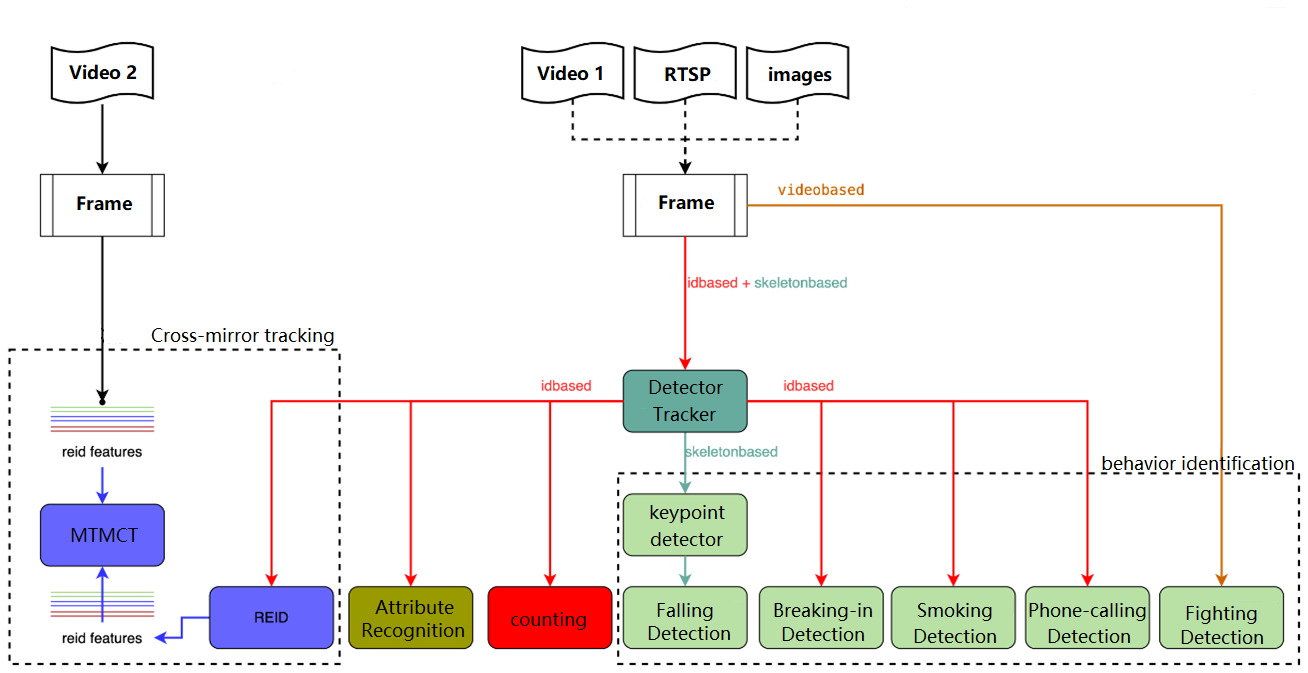 Video 2
Video 1
RTSP
images
Frame
Frame
videobased
idbased + skeletonbased
Cross-mirror tracking
idbased
Detector
Tracker
idbased
skeletonbased
reid features
behavior identification
MTMCT
keypoint
detector
reid features
REID
Attribute
Recognition
counting
Falling
Detection
Breaking-in
Detection
Smoking
Detection
Phone-calling
Detection
Fighting
Detection